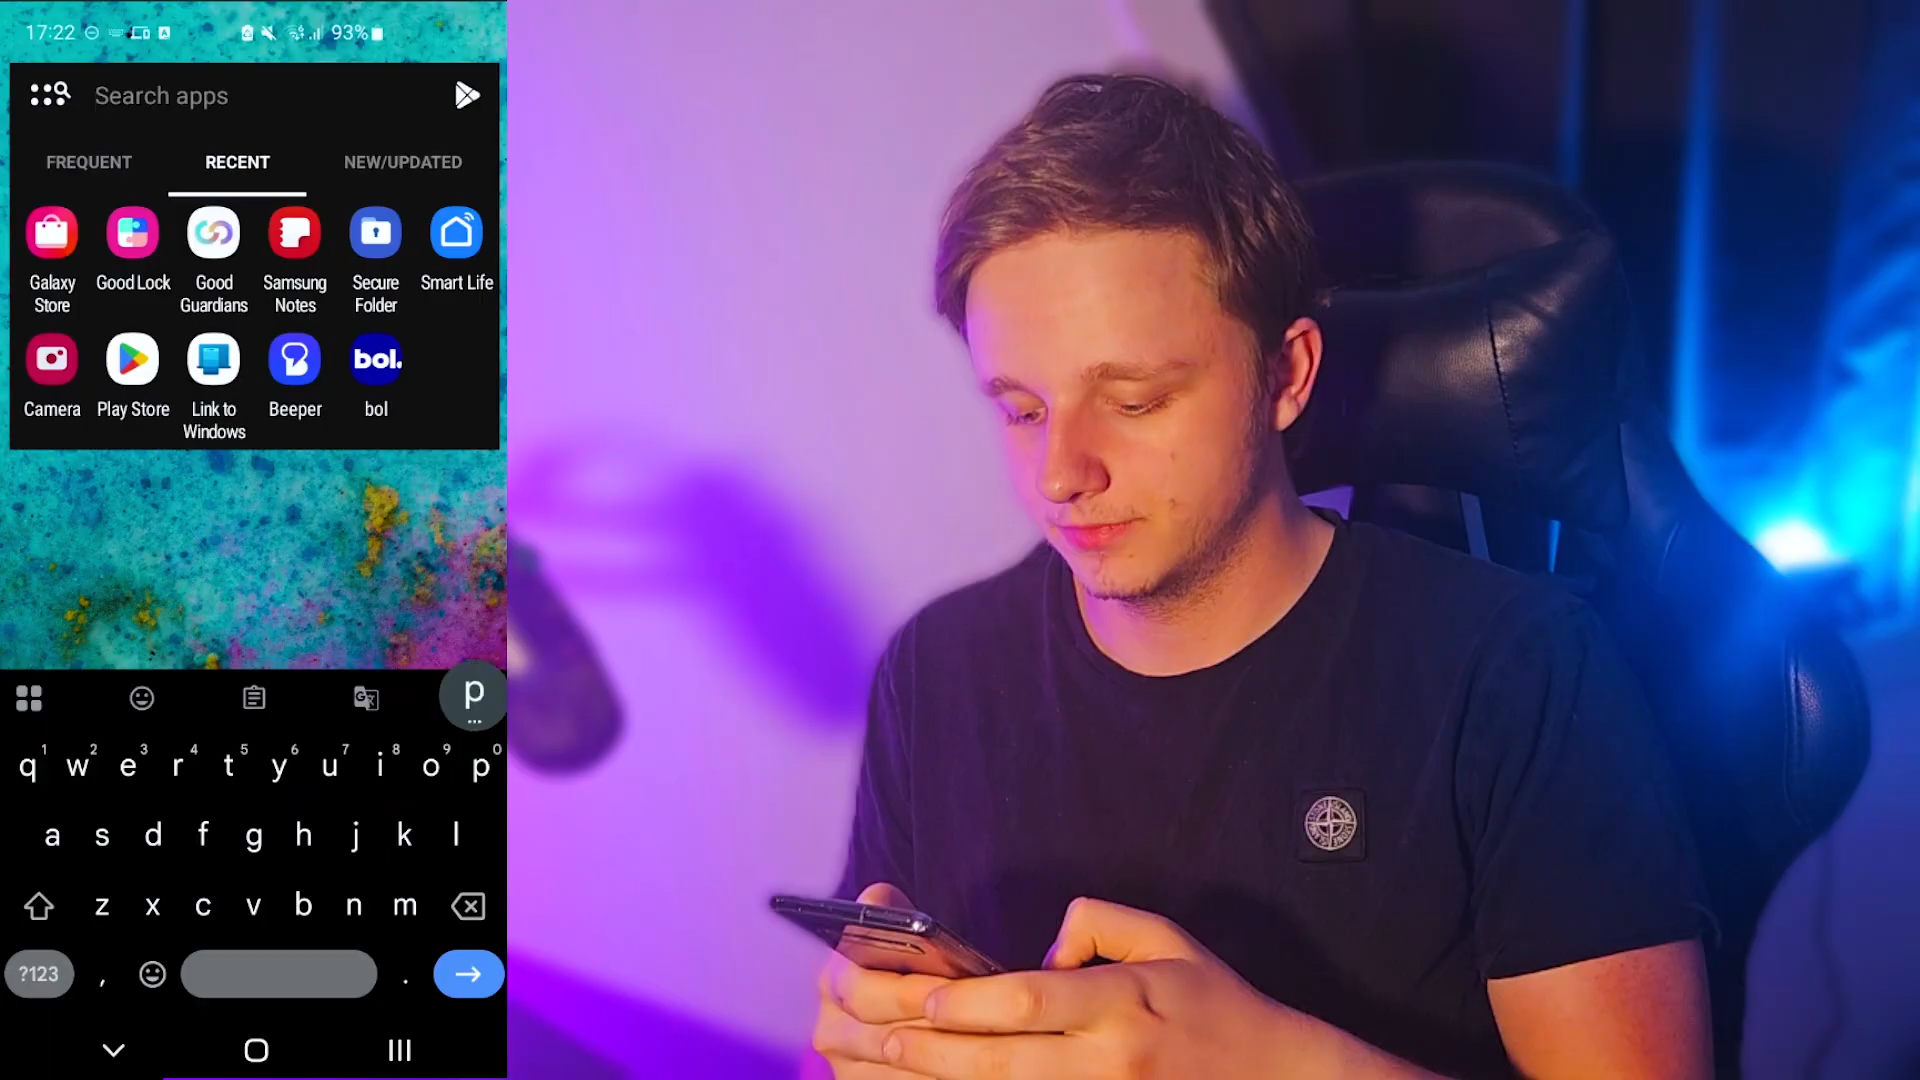 17:22 93%
Search apps
FREQUENT RECENT NEW/UPDATED
Galaxy Store
Good Lock
Good Guardians
Samsung Notes
Secure Folder
Smart Life
bol.
Camera
Play Store
Link to Windows
Beeper
bol
p
...
1 2 3 4 5 6 7 8 9 0
q w e r t y u i o p
a s d f g h j k l
z x c v b n m
?123 , .